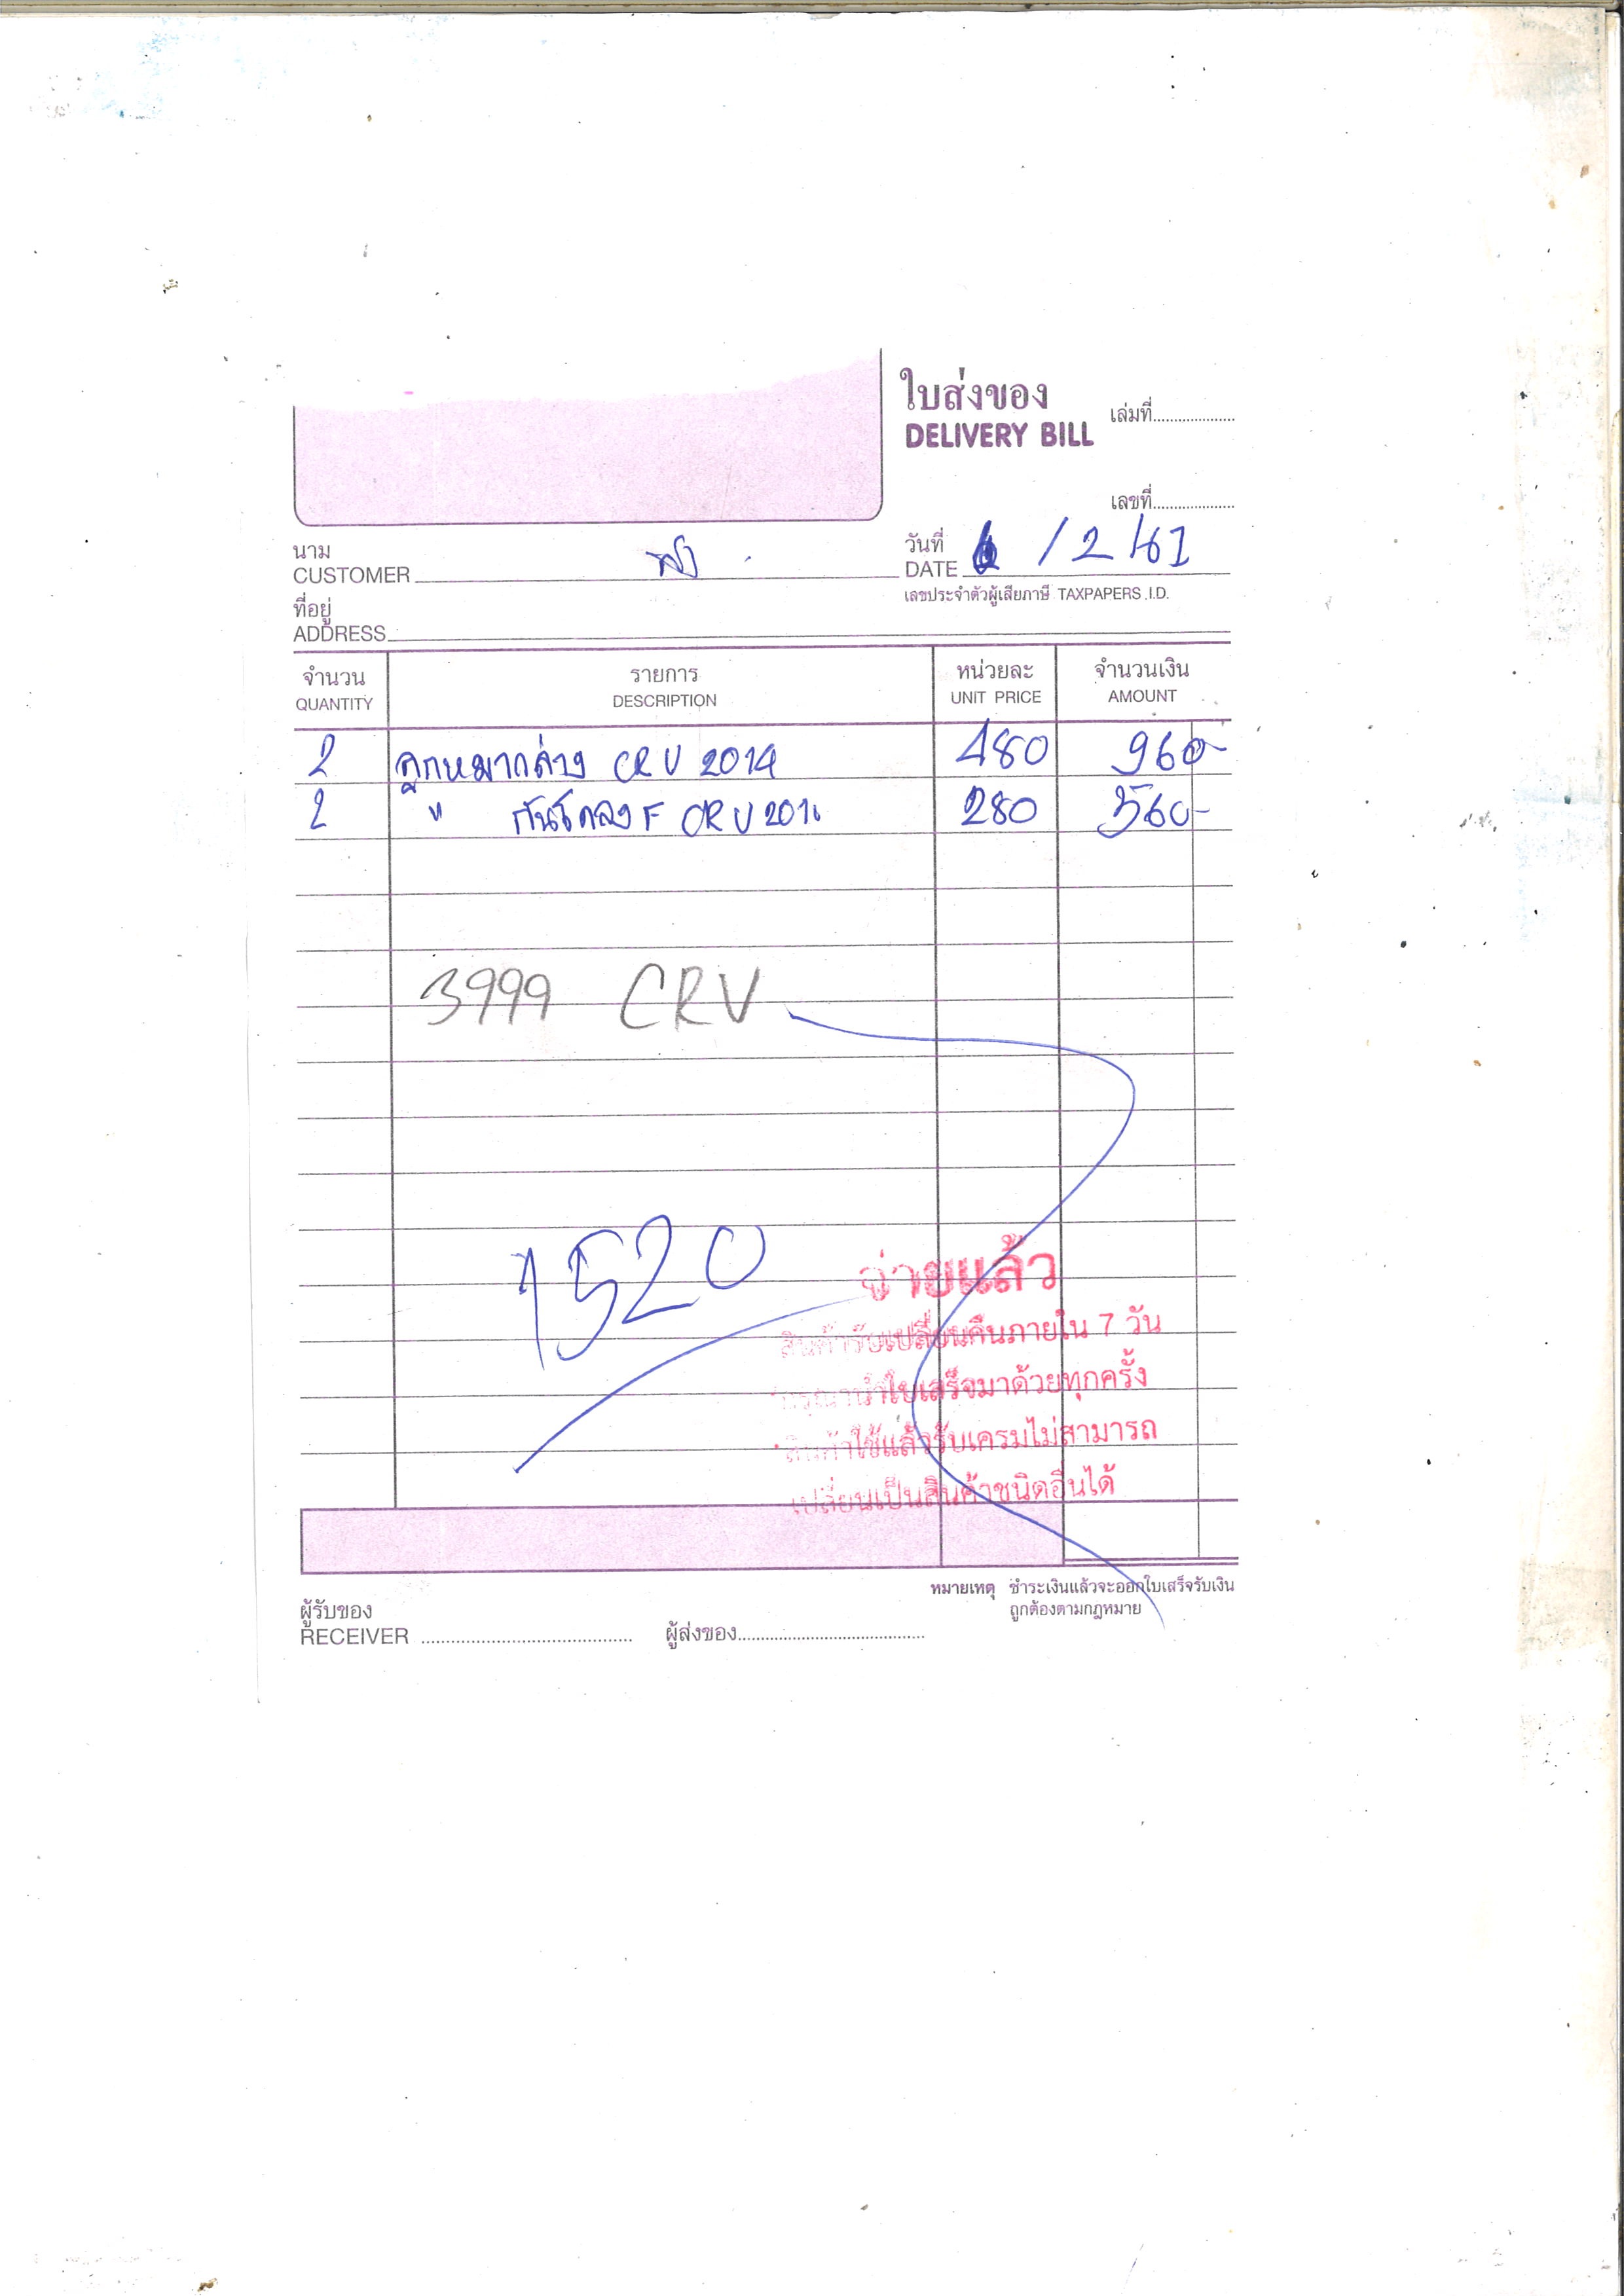 ใบส่งของ
DELIVERY BILL
เล่มที่
เลขที่
นาม
CUSTOMER
วันที่
DATE / 2 / 61
เลขประจำตัวผู้เสียภาษี TAXPAPERS .I.D.
ที่อยู่
ADDRESS
จำนวน รายการ หน่วยละ จำนวนเงิน
QUANTITY DESCRIPTION UNIT PRICE AMOUNT
2 ลูกหมากล่าง CRV 2014 480 960-
2 " กันโคลง F CRV 280 560-
3999 CRV
1520
จ่ายแล้ว
สินค้ารับเปลี่ยนคืนภายใน 7 วัน
กรุณานำใบเสร็จมาด้วยทุกครั้ง
สินค้าใช้แล้วรับเครมไม่สามารถ
เปลี่ยนเป็นสินค้าชนิดอื่นได้
หมายเหตุ ชำระเงินแล้วจะออกใบเสร็จรับเงิน
ถูกต้องตามกฎหมาย
ผู้รับของ
RECEIVER ผู้ส่งของ